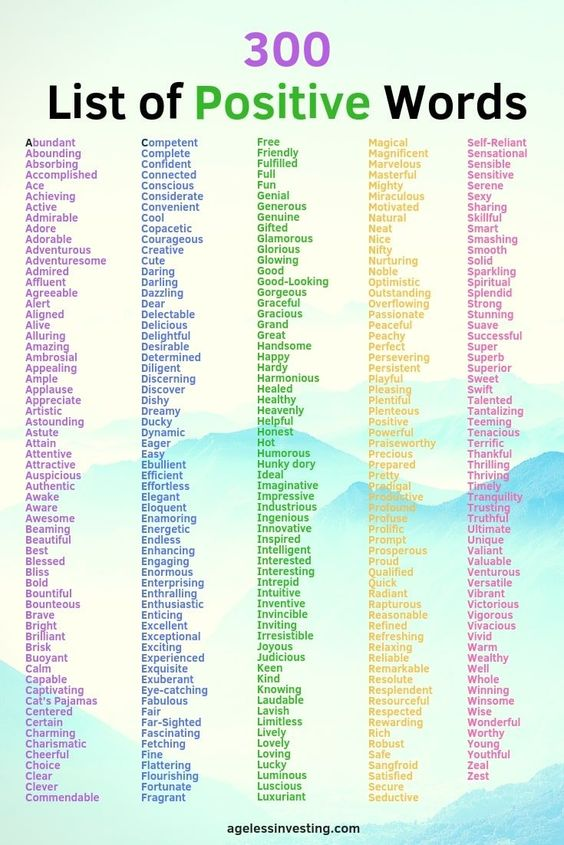 300
List of Positive Words
Abundant
Abounding
Absorbing
Accomplished
Ace
Achieving
Active
Admirable
Adore
Adorable
Adventurous
Adventuresome
Admired
Affluent
Agreeable
Alert
Aligned
Alive
Alluring
Amazing
Ambrosial
Appealing
Ample
Applause
Appreciate
Artistic
Astounding
Astute
Attain
Attentive
Attractive
Auspicious
Authentic
Awake
Aware
Awesome
Beaming
Beautiful
Best
Blessed
Bliss
Bold
Bountiful
Bounteous
Brave
Bright
Brilliant
Brisk
Buoyant
Calm
Capable
Captivating
Cat's Pajamas
Centered
Certain
Charming
Charismatic
Cheerful
Choice
Clear
Clever
Commendable
Competent
Complete
Confident
Connected
Conscious
Considerate
Convenient
Cool
Copacetic
Courageous
Creative
Cute
Daring
Darling
Dazzling
Dear
Delectable
Delicious
Delightful
Desirable
Determined
Diligent
Discerning
Discover
Dishy
Dreamy
Ducky
Dynamic
Eager
Easy
Ebullient
Efficient
Effortless
Elegant
Eloquent
Enamoring
Energetic
Endless
Enhancing
Engaging
Enormous
Enterprising
Enthralling
Enthusiastic
Enticing
Excellent
Exceptional
Exciting
Experienced
Exquisite
Exuberant
Eye-catching
Fabulous
Fair
Far-Sighted
Fascinating
Fetching
Fine
Flattering
Flourishing
Fortunate
Fragrant
Free
Friendly
Fulfilled
Full
Fun
Genial
Generous
Genuine
Gifted
Glamorous
Glorious
Glowing
Good
Good-Looking
Gorgeous
Graceful
Gracious
Grand
Great
Handsome
Happy
Hardy
Harmonious
Healed
Healthy
Heavenly
Helpful
Honest
Hot
Humorous
Hunky dory
Ideal
Imaginative
Impressive
Industrious
Ingenious
Innovative
Inspired
Intelligent
Interested
Interesting
Intrepid
Intuitive
Inventive
Invincible
Inviting
Irresistible
Joyous
Judicious
Keen
Kind
Knowing
Laudable
Lavish
Limitless
Lively
Lovely
Loving
Lucky
Luminous
Luscious
Luxuriant
Magical
Magnificent
Marvelous
Masterful
Mighty
Miraculous
Motivated
Natural
Neat
Nice
Nifty
Nurturing
Noble
Optimistic
Outstanding
Overflowing
Passionate
Peaceful
Peachy
Perfect
Persevering
Persistent
Playful
Pleasing
Plentiful
Plenteous
Positive
Powerful
Praiseworthy
Precious
Prepared
Pretty
Prodigal
Productive
Profound
Profuse
Prolific
Prompt
Prosperous
Proud
Qualified
Quick
Radiant
Rapturous
Reasonable
Refined
Refreshing
Relaxing
Reliable
Remarkable
Resolute
Resplendent
Resourceful
Respected
Rewarding
Rich
Robust
Safe
Sangfroid
Satisfied
Secure
Seductive
Self-Reliant
Sensational
Sensible
Sensitive
Serene
Sexy
Sharing
Skillful
Smart
Smashing
Smooth
Solid
Sparkling
Spiritual
Splendid
Strong
Stunning
Suave
Successful
Super
Superb
Superior
Sweet
Swift
Talented
Tantalizing
Teeming
Tenacious
Terrific
Thankful
Thrilling
Thriving
Timely
Tranquility
Trusting
Truthful
Ultimate
Unique
Valiant
Valuable
Venturous
Versatile
Vibrant
Victorious
Vigorous
Vivacious
Vivid
Warm
Wealthy
Well
Whole
Winning
Winsome
Wise
Wonderful
Worthy
Young
Youthful
Zeal
Zest
agelessinvesting.com